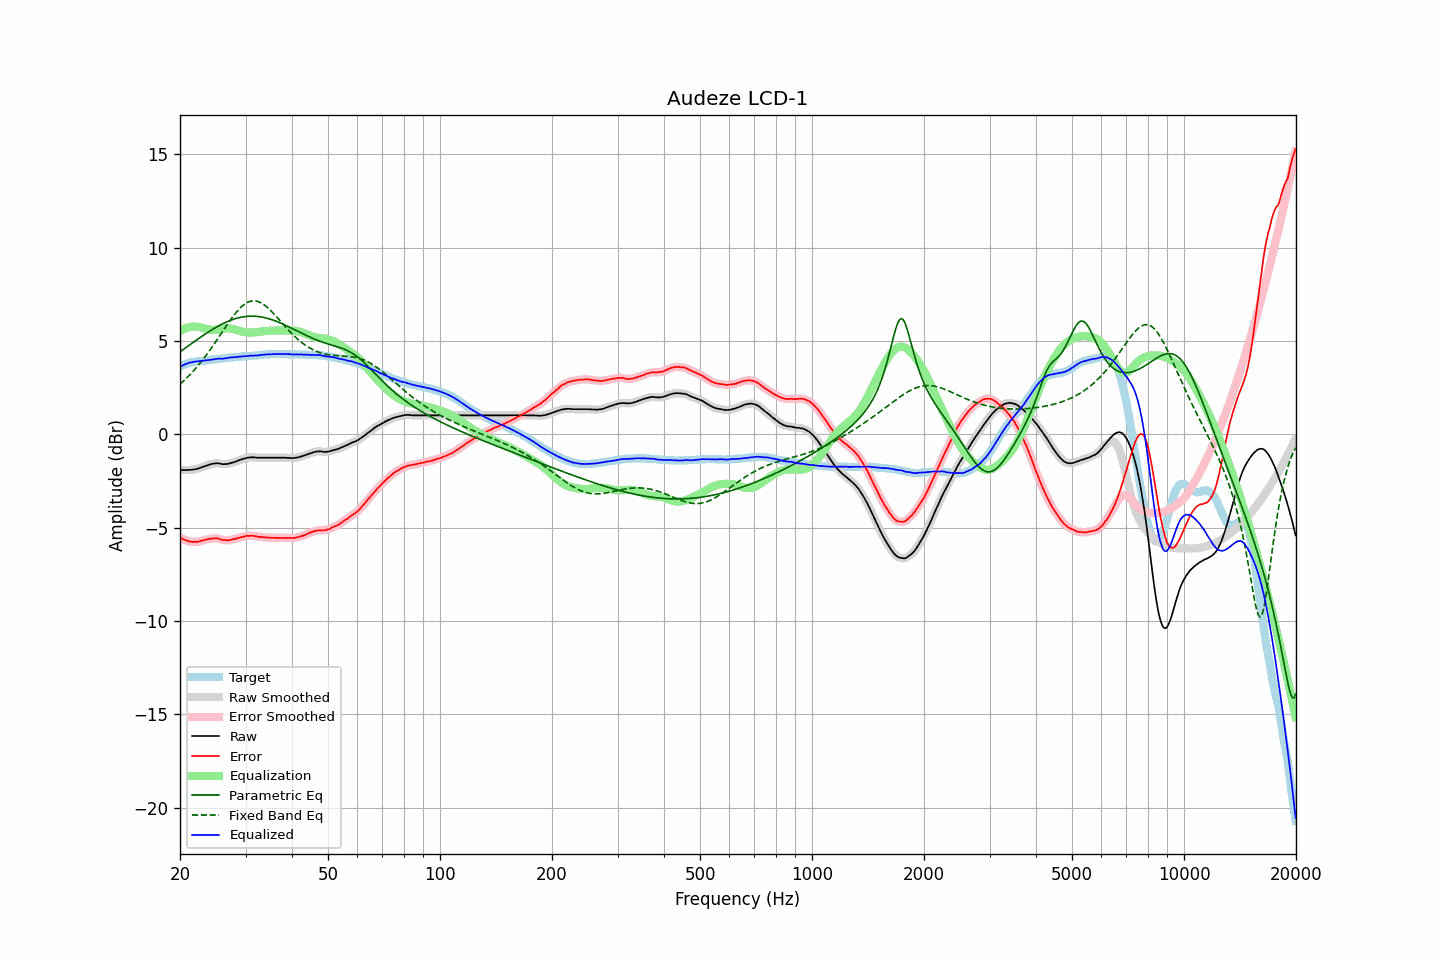 Audeze LCD-1
Amplitude (dBr)
15
10
5
0
−5
−10
−15
−20
Target
Raw Smoothed
Error Smoothed
Raw
Error
Equalization
Parametric Eq
Fixed Band Eq
Equalized
20 50 100 200 500 1000 2000 5000 10000 20000
Frequency (Hz)